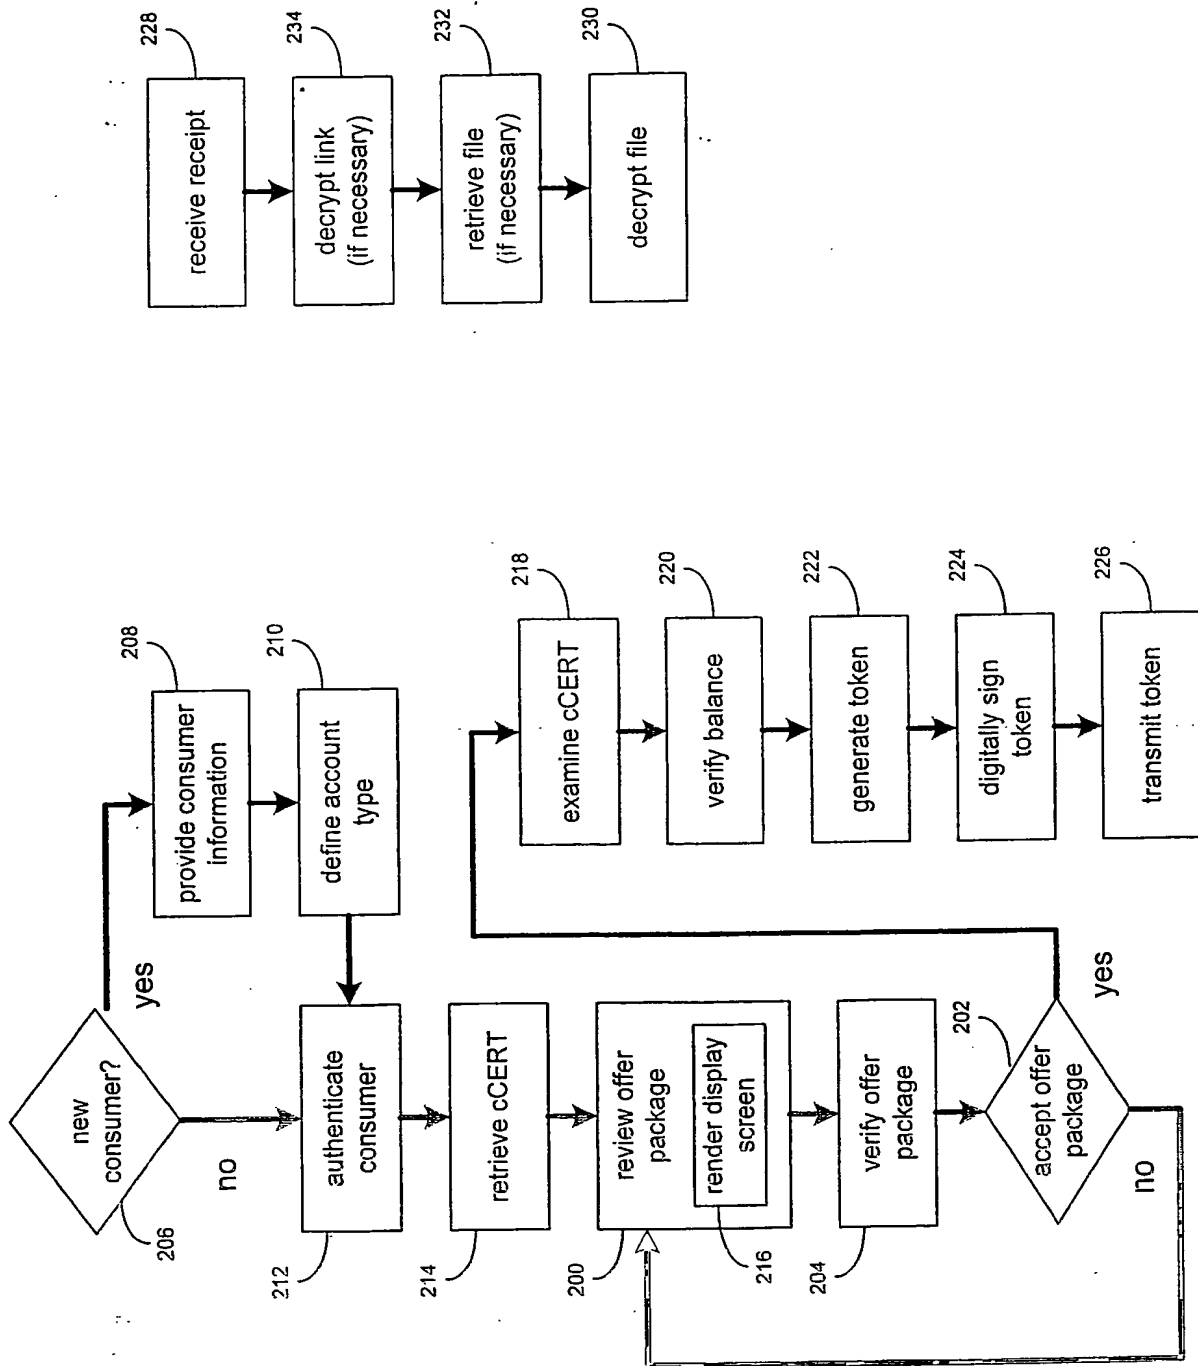 new
consumer?
206
yes
no
provide consumer
information
208
define account
type
210
authenticate
consumer
212
retrieve cCERT
214
review offer
package
200
render display
screen
216
verify offer
package
204
accept offer
package
202
yes
no
examine cCERT
218
verify balance
220
generate token
222
digitally sign
token
224
transmit token
226
receive receipt
228
decrypt link
(if necessary)
234
retrieve file
(if necessary)
232
decrypt file
230